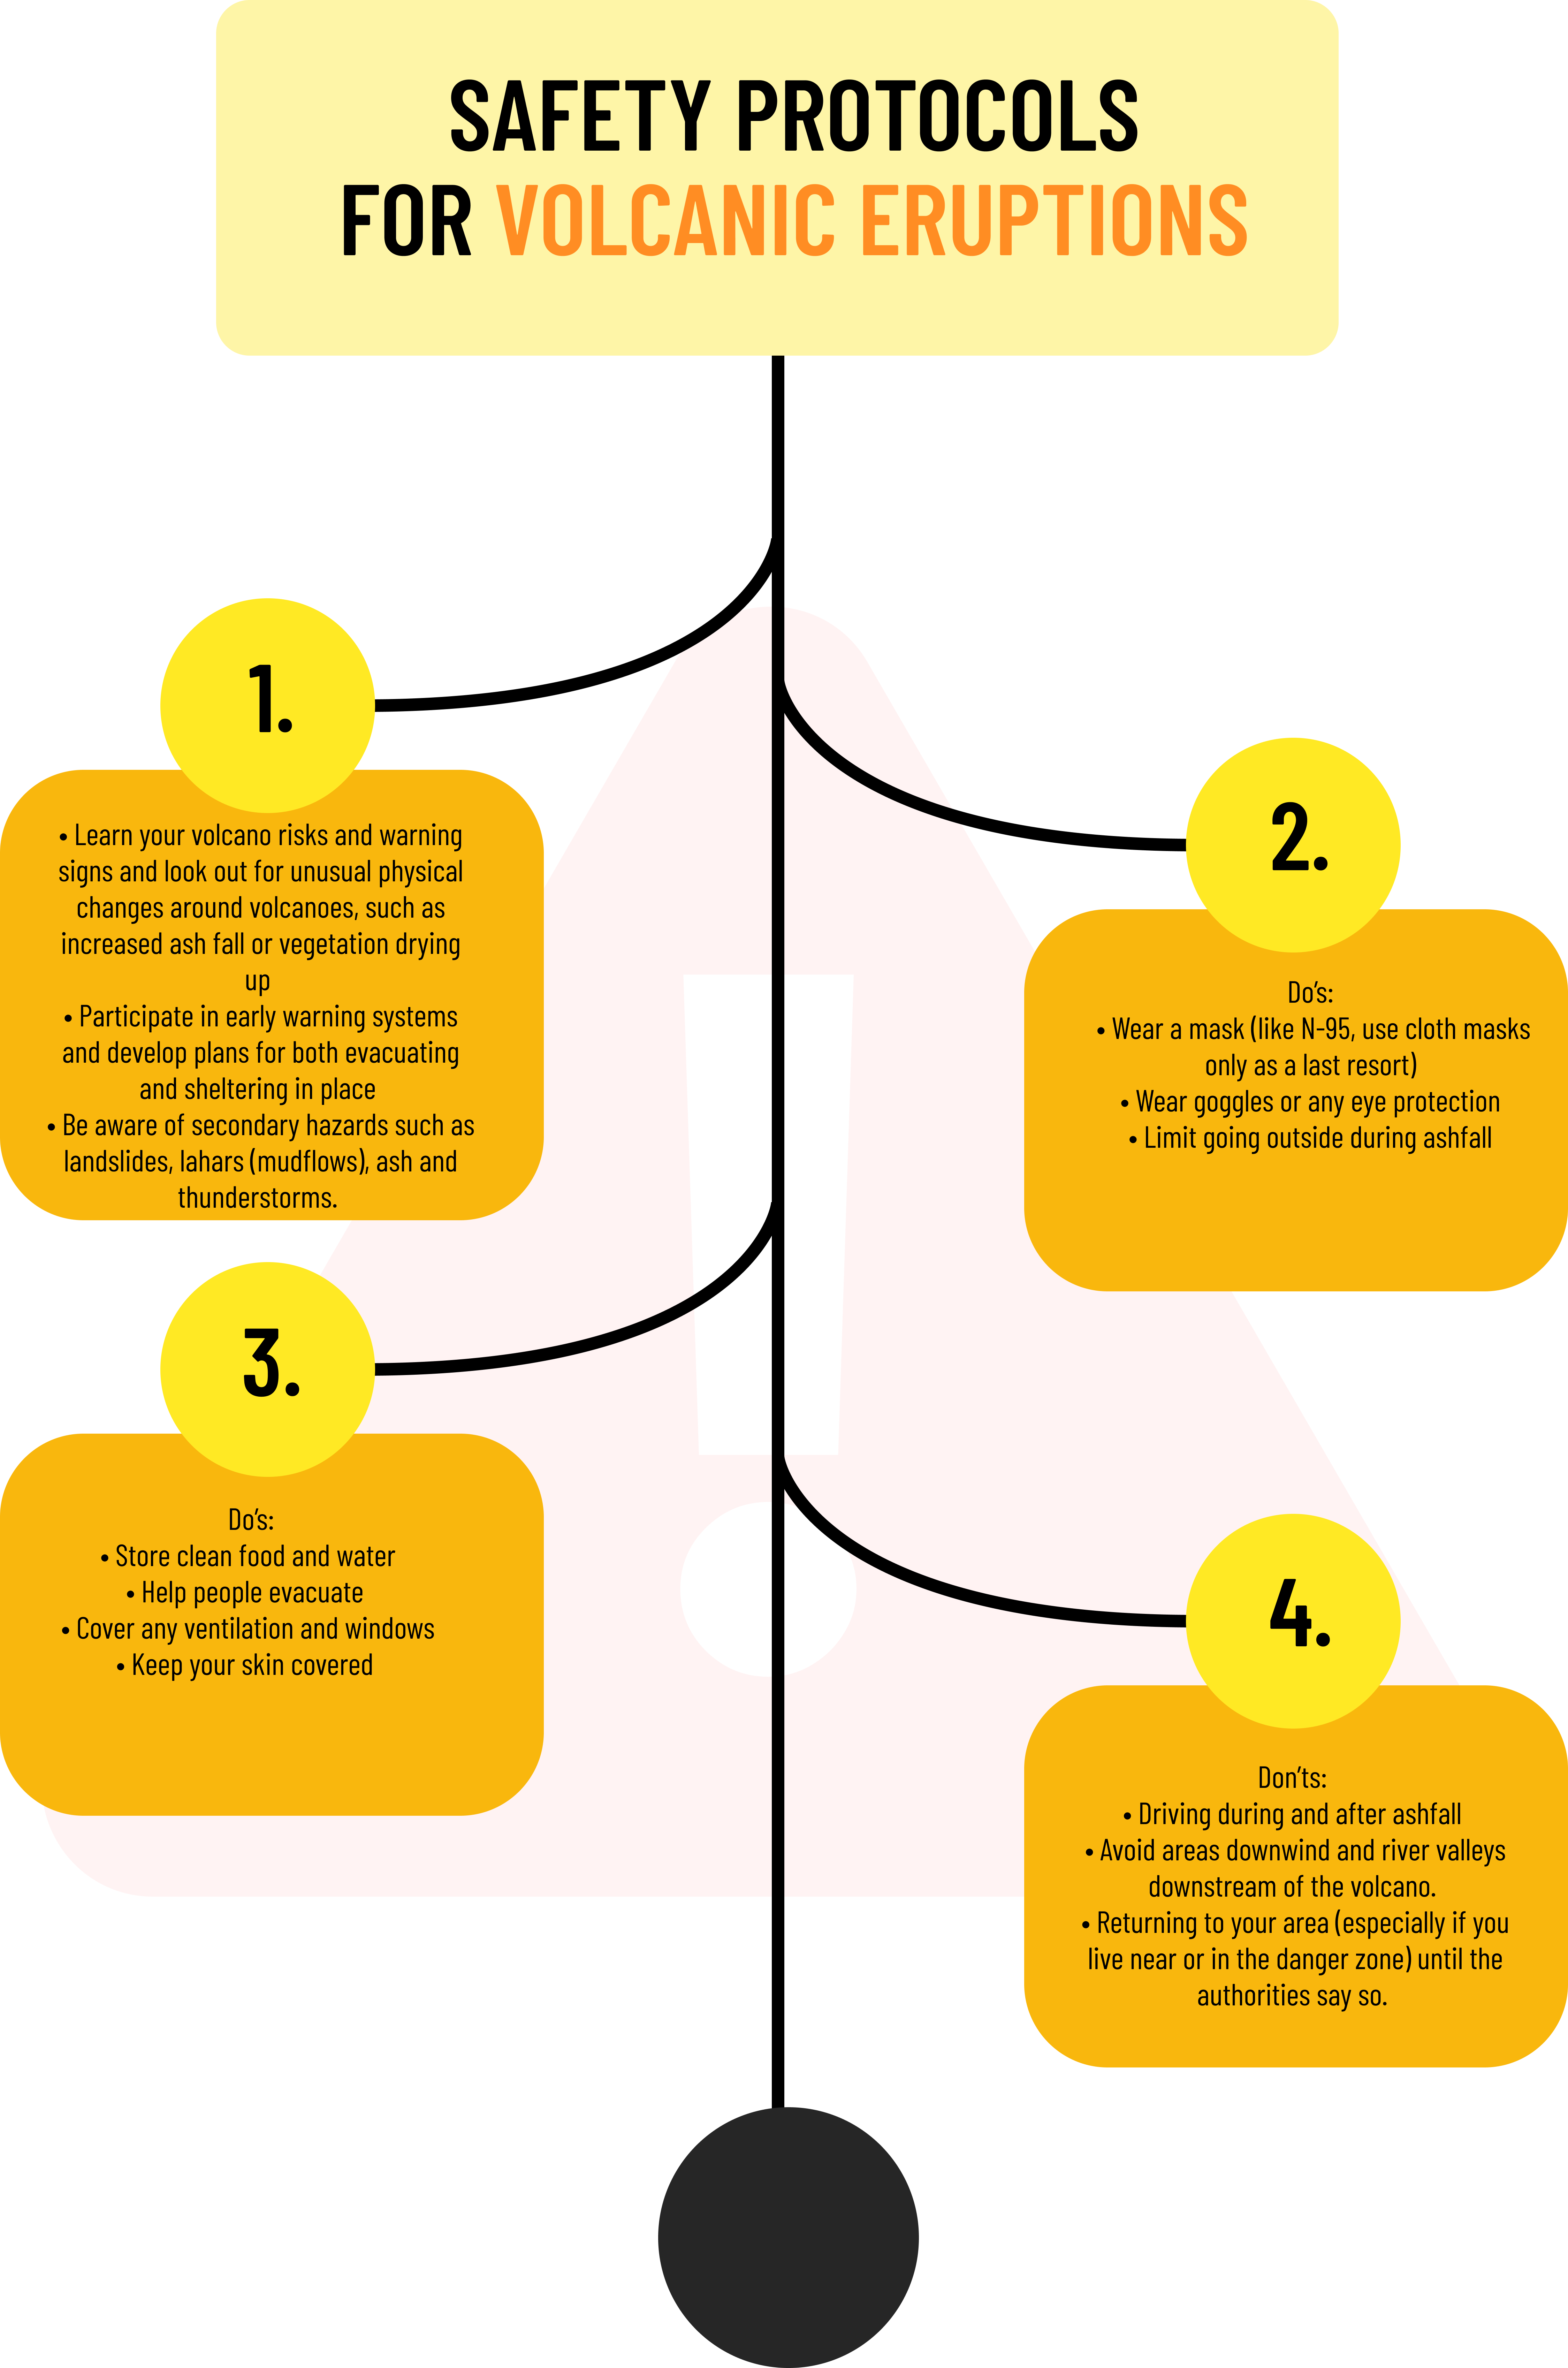 SAFETY PROTOCOLS
FOR VOLCANIC ERUPTIONS
1.
• Learn your volcano risks and warning
signs and look out for unusual physical
changes around volcanoes, such as
increased ash fall or vegetation drying
up
• Participate in early warning systems
and develop plans for both evacuating
and sheltering in place
• Be aware of secondary hazards such as
landslides, lahars (mudflows), ash and
thunderstorms.
2.
Do’s:
• Wear a mask (like N-95, use cloth masks
only as a last resort)
• Wear goggles or any eye protection
• Limit going outside during ashfall
3.
Do’s:
• Store clean food and water
• Help people evacuate
• Cover any ventilation and windows
• Keep your skin covered
4.
Don’ts:
• Driving during and after ashfall
• Avoid areas downwind and river valleys
downstream of the volcano.
• Returning to your area (especially if you
live near or in the danger zone) until the
authorities say so.